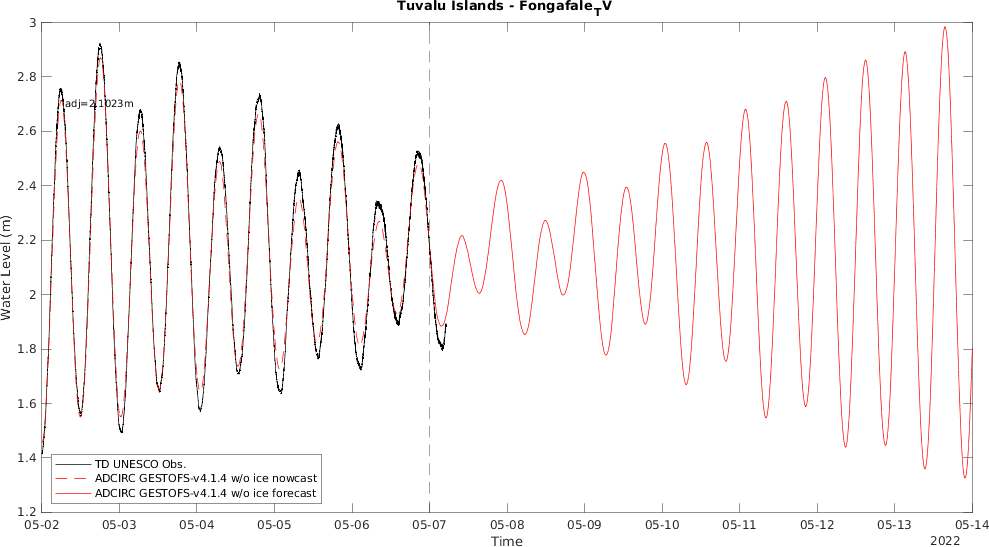 Tuvalu Islands - Fongafale_TV
3
2.8
2.6
2.4
2.2
2
1.8
1.6
1.4
1.2
Water Level (m)
adj=2.1023m
TD UNESCO Obs.
ADCIRC GESTOFS-v4.1.4 w/o ice nowcast
ADCIRC GESTOFS-v4.1.4 w/o ice forecast
05-02 05-03 05-04 05-05 05-06 05-07 05-08 05-09 05-10 05-11 05-12 05-13 05-14
Time
2022